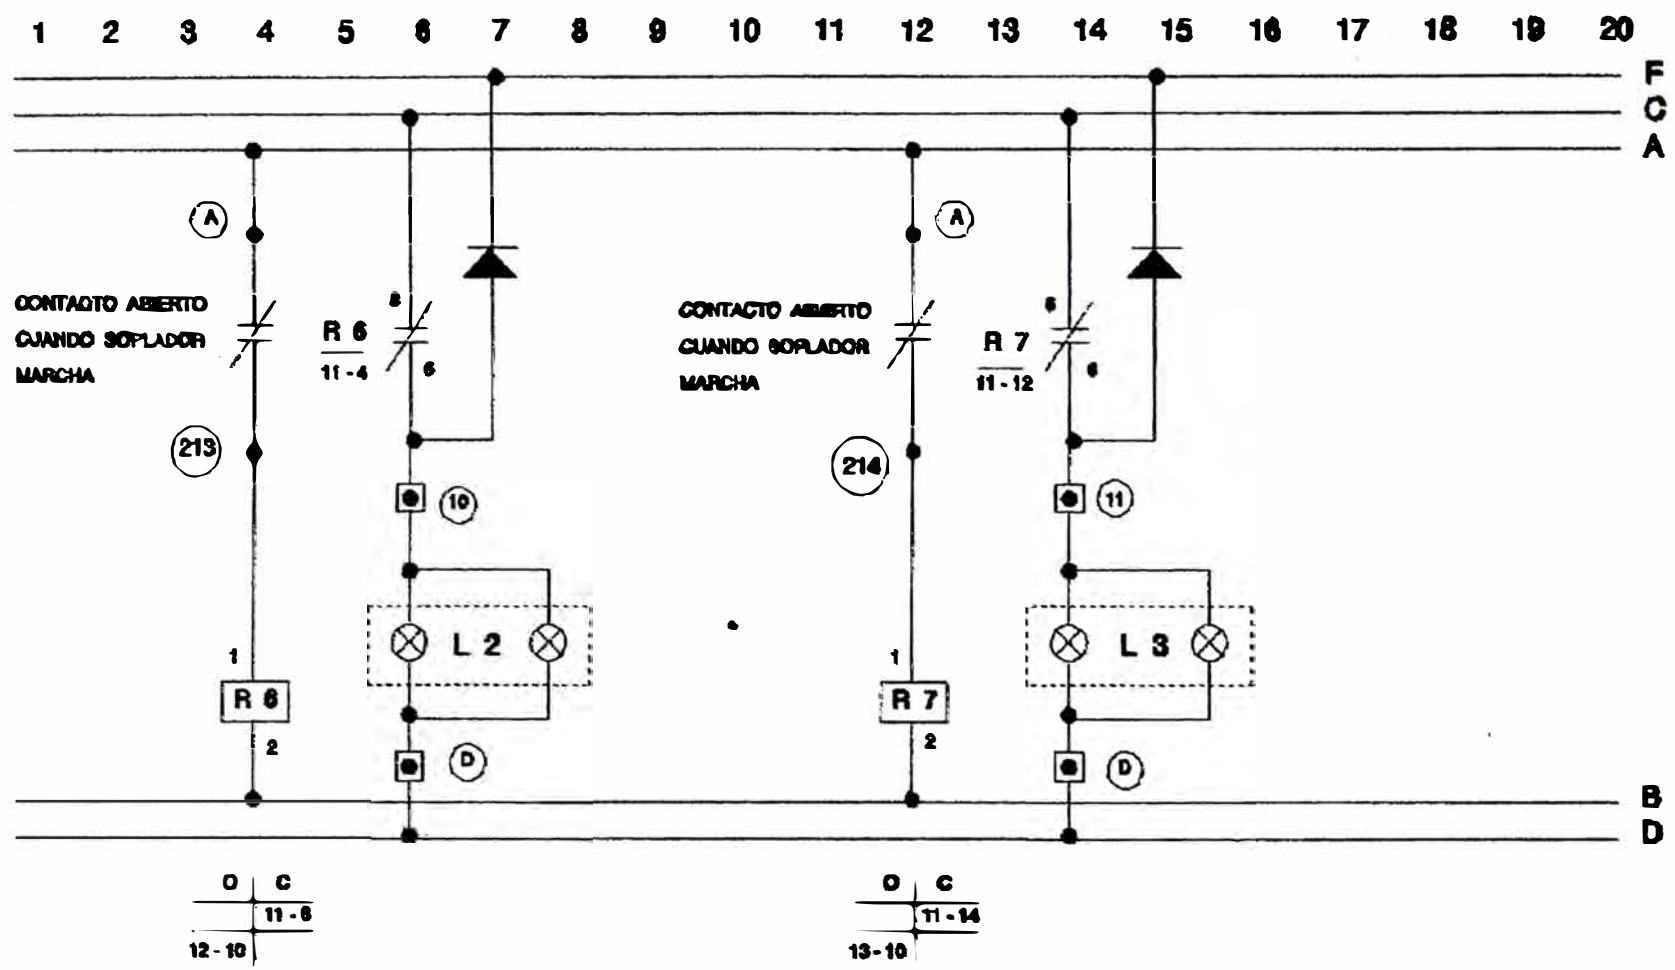 1 2 3 4 5 6 7 8 9 10 11 12 13 14 15 16 17 18 19 20
F
C
A
A A
CONTACTO ABIERTO
CUANDO SOPLADOR
MARCHA
R 6
11 - 4
6
CONTACTO ABIERTO
CUANDO SOPLADOR
MARCHA
R 7
11 - 12
5
6
213
214
10
11
L 2
L 3
1
R 6
2
1
R 7
2
D
D
B
D
O C
11 - 6
12 - 10
O C
11 - 14
13 - 10